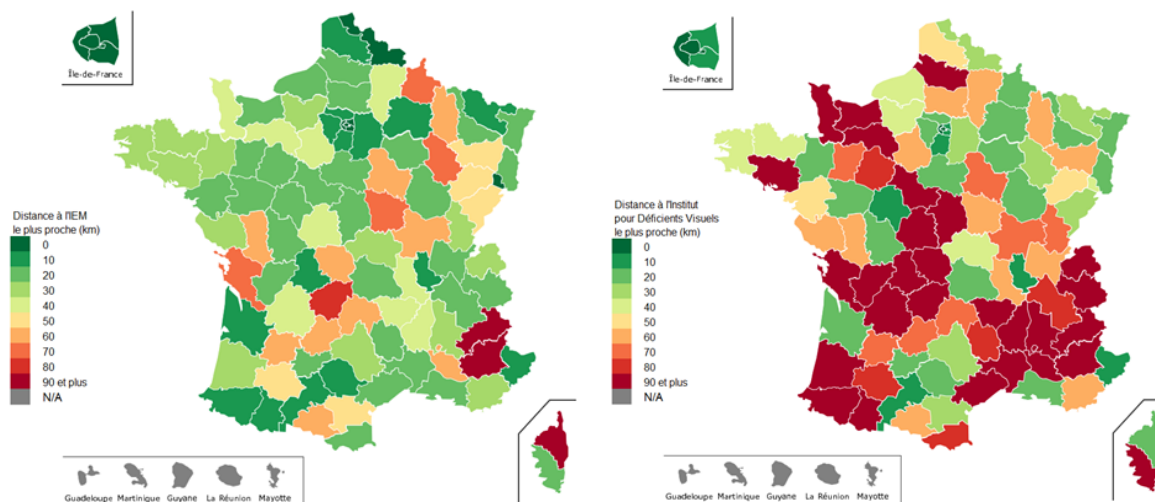 Île-de-France
Distance à l'IEM
le plus proche (km)
0
10
20
30
40
50
60
70
80
90 et plus
N/A
Guadeloupe
Martinique
Guyane
La Réunion
Mayotte
Île-de-France
Distance à l'Institut
pour Déficients Visuels
le plus proche (km)
0
10
20
30
40
50
60
70
80
90 et plus
N/A
Guadeloupe
Martinique
Guyane
La Réunion
Mayotte